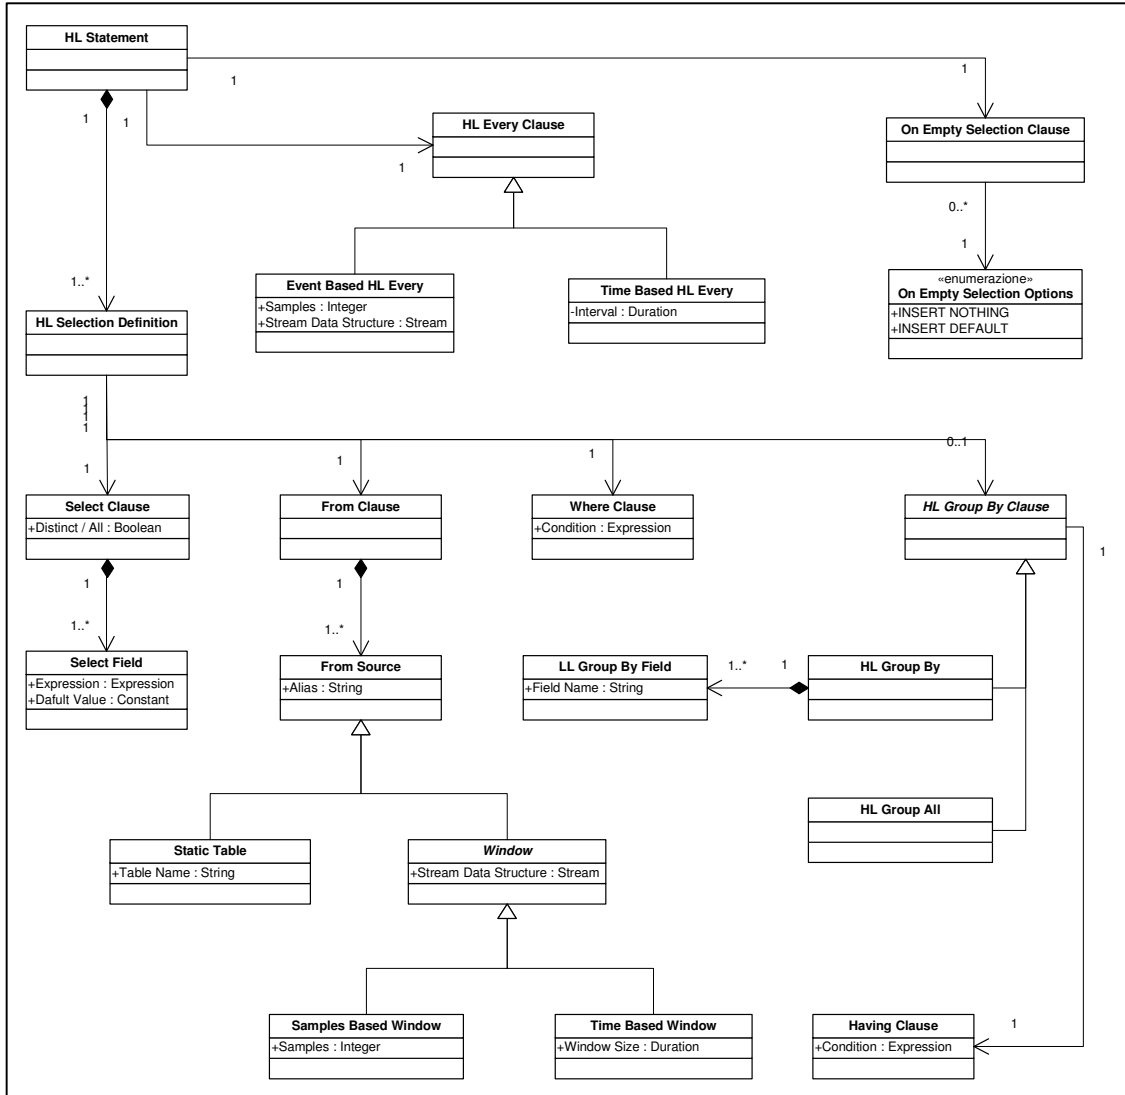 HL Statement
1
1
1
1
1
HL Every Clause
On Empty Selection Clause
1
0..*
1
1..*
Event Based HL Every
+Samples : Integer
+Stream Data Structure : Stream
Time Based HL Every
-Interval : Duration
«enumerazione»
On Empty Selection Options
+INSERT NOTHING
+INSERT DEFAULT
HL Selection Definition
1
1
1
1
0..1
1
1
1
Select Clause
+Distinct / All : Boolean
From Clause
Where Clause
+Condition : Expression
HL Group By Clause
1
1
1
1..*
1..*
Select Field
+Expression : Expression
+Dafult Value : Constant
From Source
+Alias : String
LL Group By Field
+Field Name : String
1..*
1
HL Group By
HL Group All
Static Table
+Table Name : String
Window
+Stream Data Structure : Stream
Samples Based Window
+Samples : Integer
Time Based Window
+Window Size : Duration
Having Clause
+Condition : Expression
1